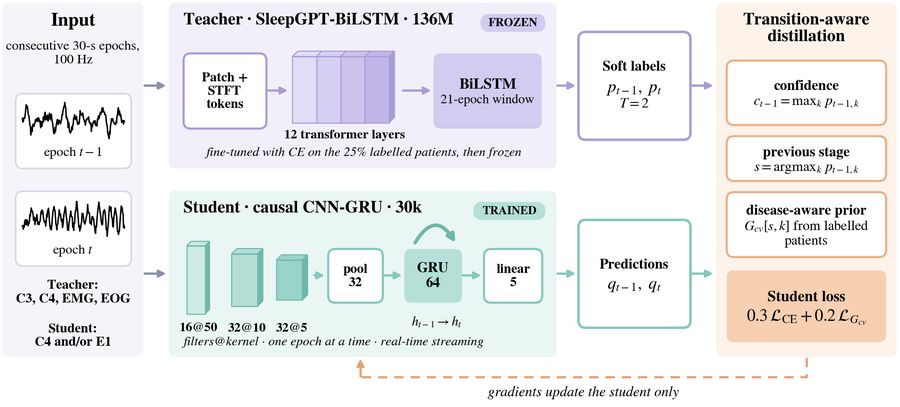 Input
consecutive 30-s epochs,
100 Hz
epoch t − 1
epoch t
Teacher:
C3, C4, EMG, EOG
Student:
C4 and/or E1
Teacher · SleepGPT-BiLSTM · 136M
FROZEN
Patch +
STFT
tokens
12 transformer layers
BiLSTM
21-epoch window
fine-tuned with CE on the 25% labelled patients, then frozen
Student · causal CNN-GRU · 30k
TRAINED
16@50
32@10
32@5
pool
32
GRU
64
linear
5
h_{t−1} → h_t
filters@kernel · one epoch at a time · real-time streaming
Soft labels
p_{t−1}, p_t
T = 2
Predictions
q_{t−1}, q_t
Transition-aware
distillation
confidence
c_{t−1} = max_k p_{t−1,k}
previous stage
s = argmax_k p_{t−1,k}
disease-aware prior
G_{cv}[s, k] from labelled
patients
Student loss
0.3 ℒ_{CE} + 0.2 ℒ_{G_{cv}}
gradients update the student only